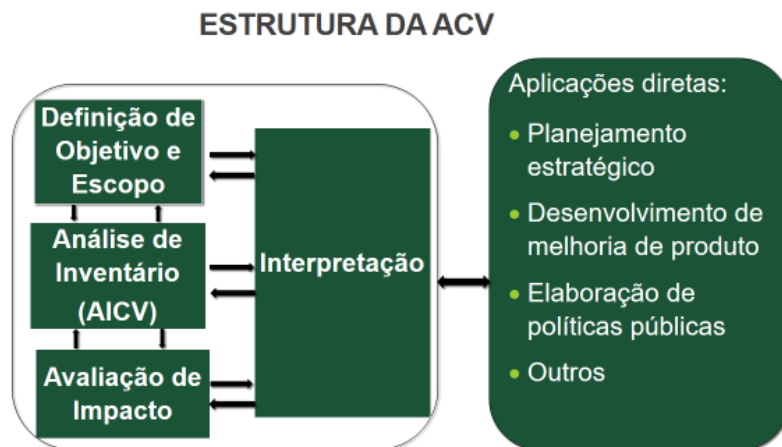 ESTRUTURA DA ACV
Definição de
Objetivo e
Escopo
Análise de
Inventário
(AICV)
Avaliação de
Impacto
Interpretação
Aplicações diretas:
• Planejamento
estratégico
• Desenvolvimento de
melhoria de produto
• Elaboração de
políticas públicas
• Outros